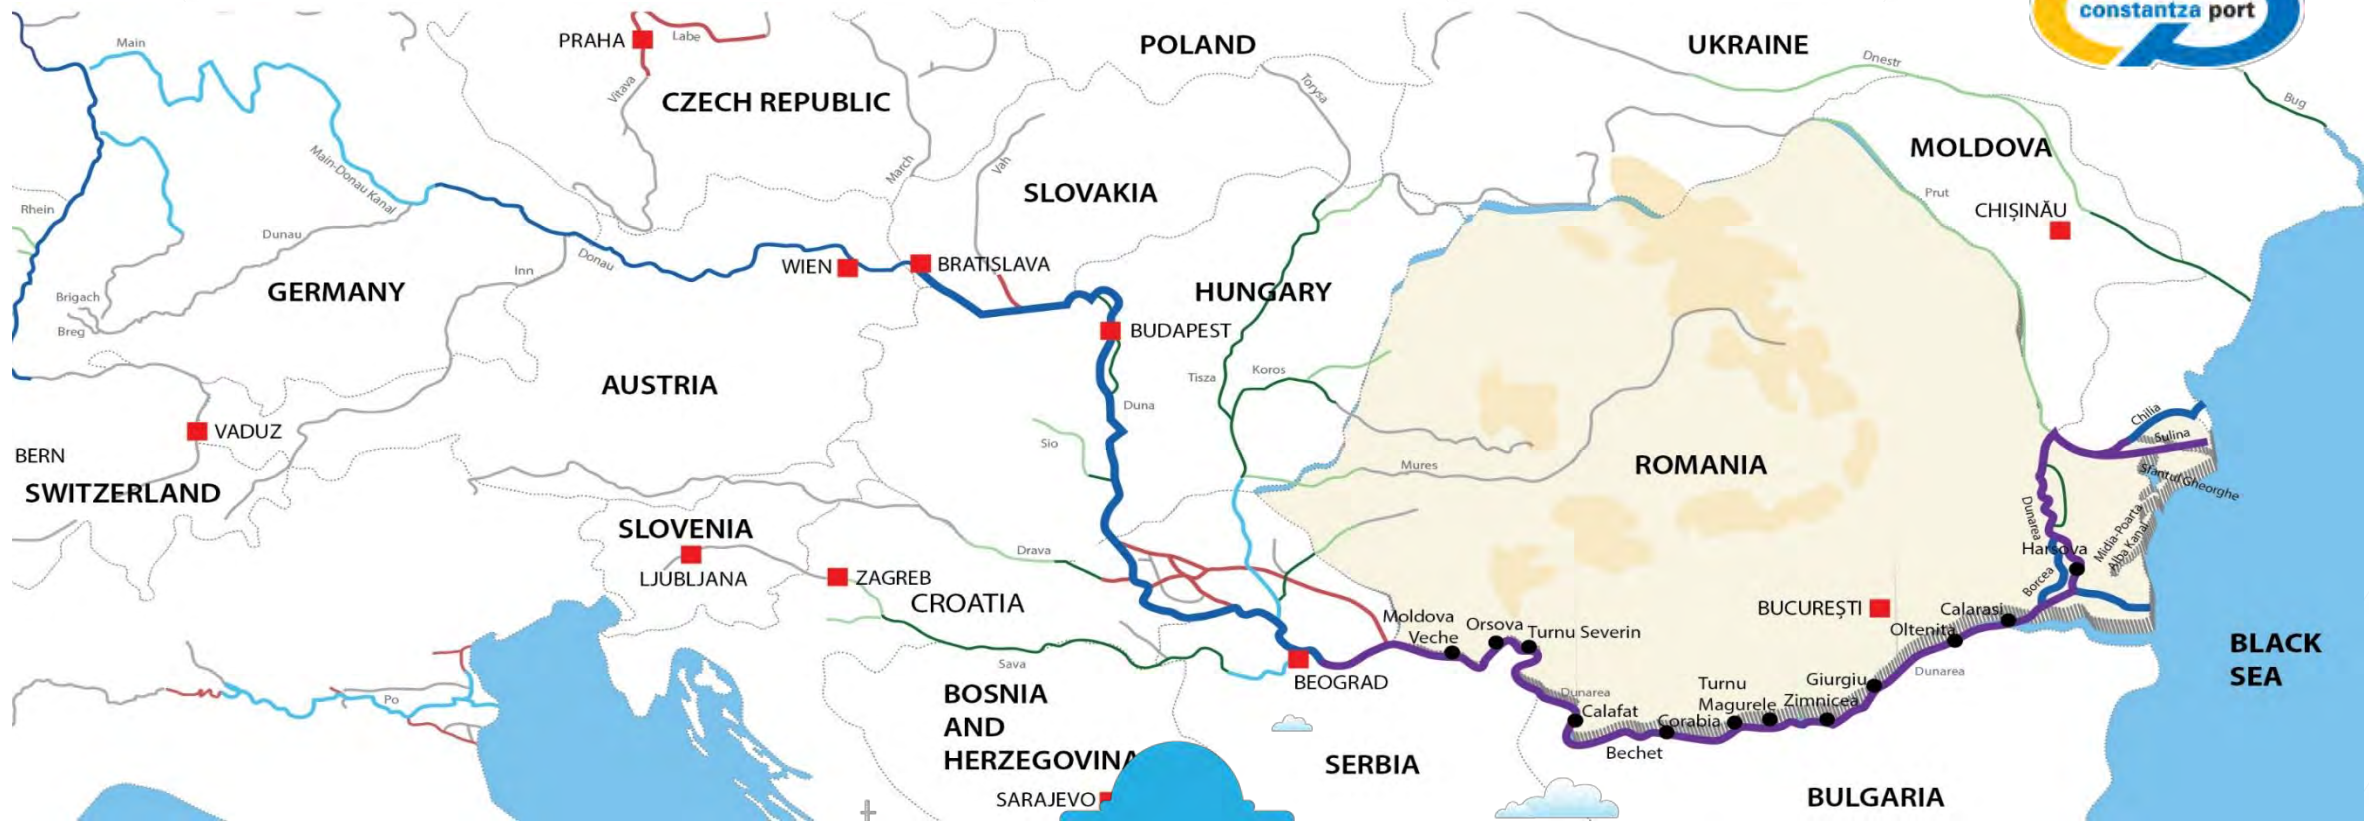 constantza port
Main
PRAHA
Labe
POLAND
UKRAINE
Dnestr
Vitava
CZECH REPUBLIC
Torysa
Bug
Main-Donau Kanal
March
Vah
MOLDOVA
SLOVAKIA
Prut
Rhein
CHIȘINĂU
Dunau
Donau
Inn
WIEN
BRATISLAVA
GERMANY
HUNGARY
Brigach
Breg
BUDAPEST
AUSTRIA
Tisza
Koros
Duna
VADUZ
Chilia
Sio
Sulina
BERN
SWITZERLAND
Mures
ROMANIA
Sfantul Gheorghe
SLOVENIA
Dunarea
Midia-Poarta
Alba Kanal
Drava
Harsova
LJUBLJANA
ZAGREB
CROATIA
Borcea
BUCUREȘTI
Calarasi
Moldova
Veche
Orsova
Turnu Severin
Oltenita
BLACK
SEA
Sava
BEOGRAD
Dunarea
Giurgiu
Po
BOSNIA
AND
HERZEGOVINA
Dunarea
Calafat
Corabia
Turnu
Magurele
Zimnicea
Bechet
SERBIA
BULGARIA
SARAJEVO